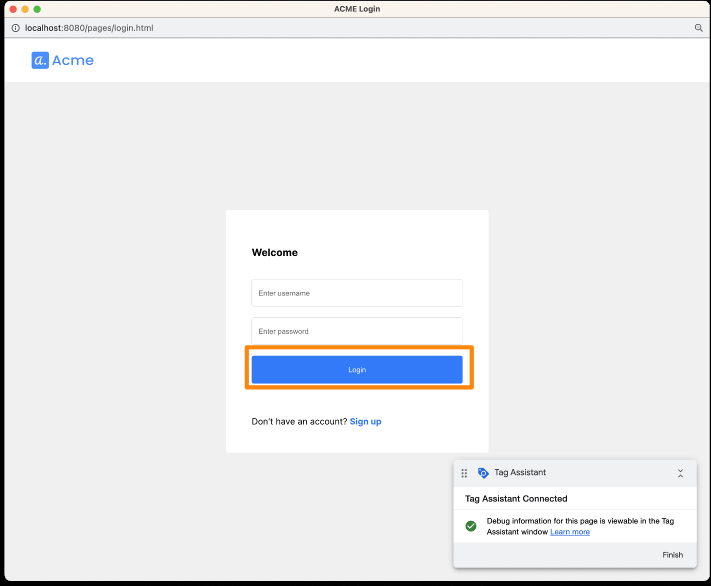 ACME Login
localhost:8080/pages/login.html
a. Acme
Welcome
Enter username
Enter password
Login
Don't have an account? Sign up
Tag Assistant
Tag Assistant Connected
Debug information for this page is viewable in the Tag
Assistant window Learn more
Finish